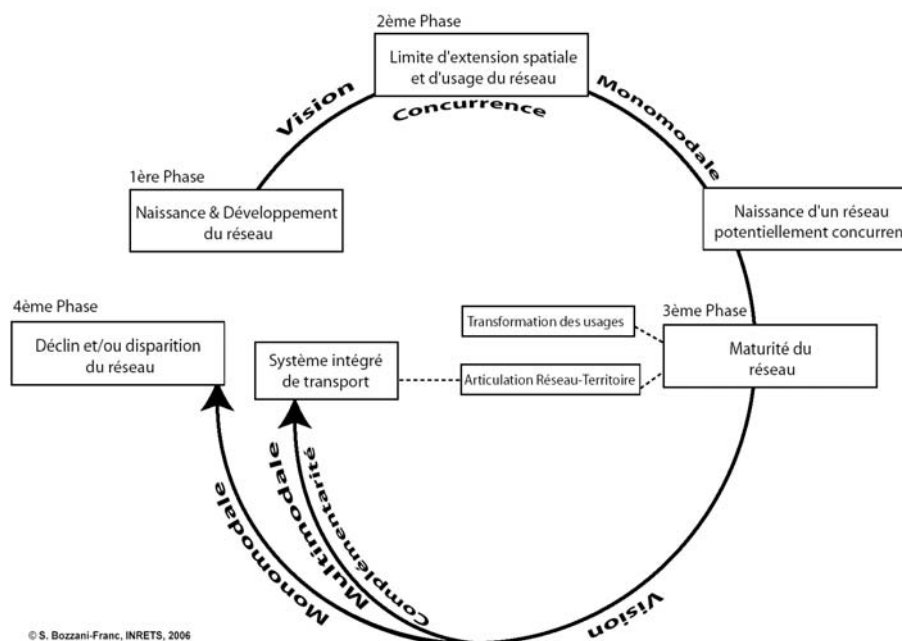 2ème Phase
Limite d'extension spatiale
et d'usage du réseau
Vision
Concurrence
Monomodale
1ère Phase
Naissance & Développement
du réseau
Naissance d'un réseau
potentiellement concurren
4ème Phase
Déclin et/ou disparition
du réseau
Système intégré
de transport
Transformation des usages
Articulation Réseau-Territoire
3ème Phase
Maturité du
réseau
Monomodale
Multimodale
Complémentarité
Vision
© S. Bozzani-Franc, INRETS, 2006